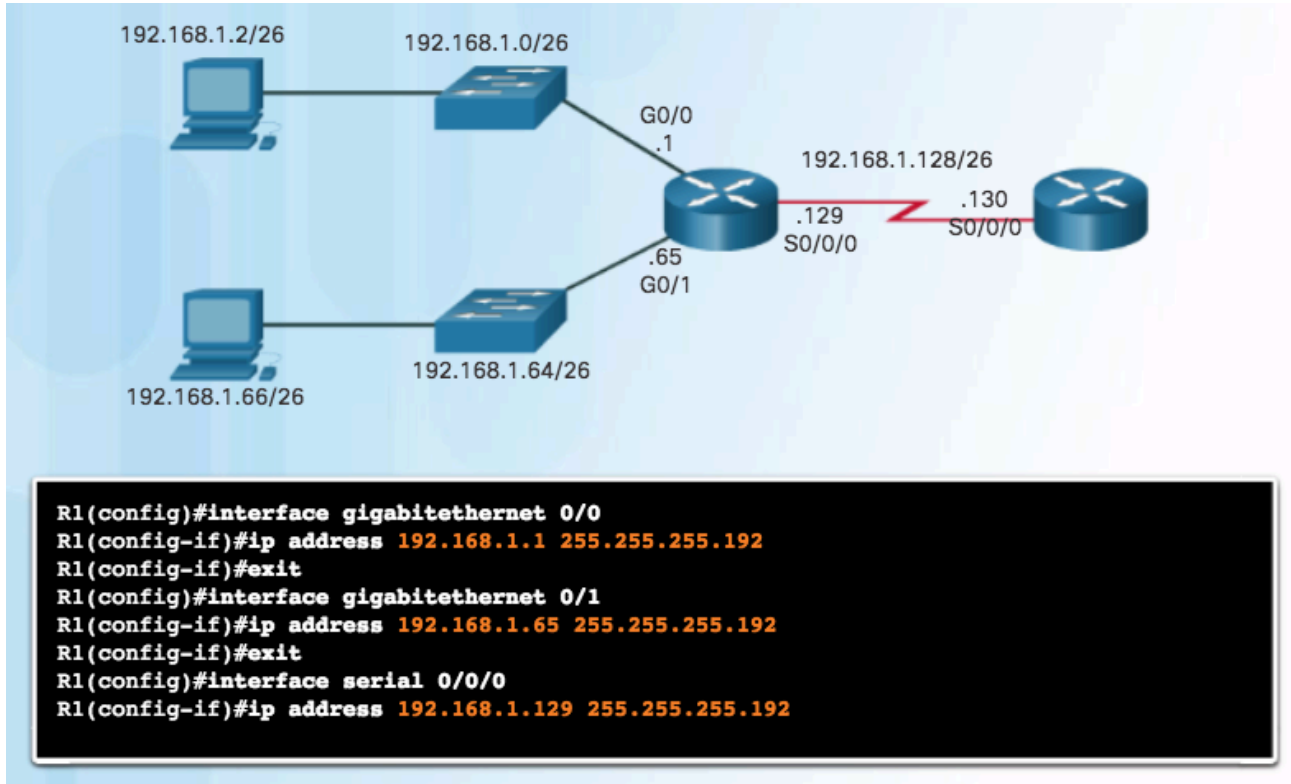 192.168.1.2/26
192.168.1.0/26
G0/0
.1
192.168.1.128/26
.129
S0/0/0
.130
S0/0/0
.65
G0/1
192.168.1.66/26
192.168.1.64/26
R1(config)#interface gigabitethernet 0/0
R1(config-if)#ip address 192.168.1.1 255.255.255.192
R1(config-if)#exit
R1(config)#interface gigabitethernet 0/1
R1(config-if)#ip address 192.168.1.65 255.255.255.192
R1(config-if)#exit
R1(config)#interface serial 0/0/0
R1(config-if)#ip address 192.168.1.129 255.255.255.192